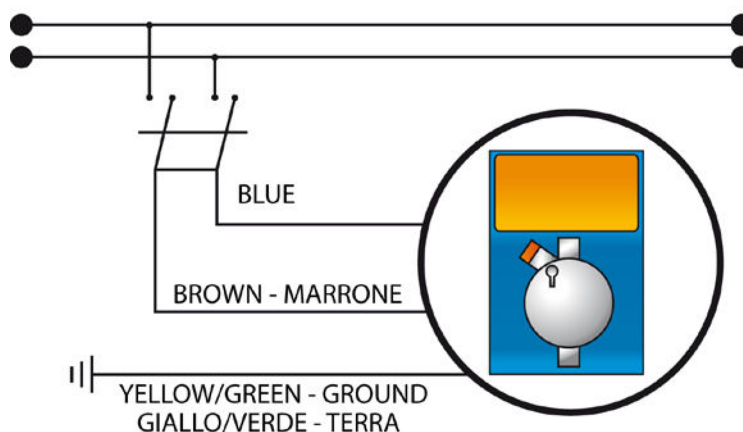 BLUE
BROWN - MARRONE
YELLOW/GREEN - GROUND
GIALLO/VERDE - TERRA